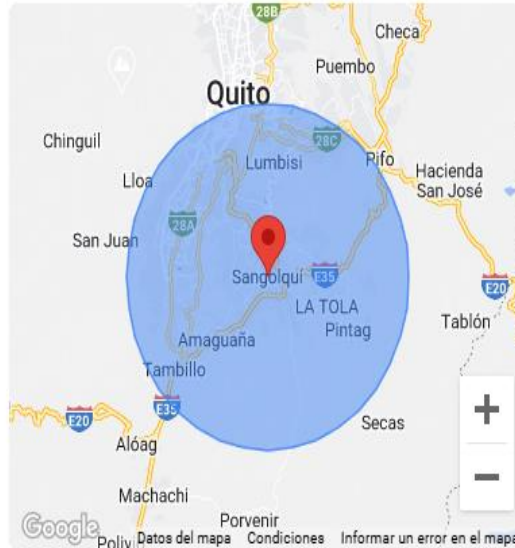 28B
Checa
Puembo
Quito
Chinguil
28C
Lumbisi
Pifo
Hacienda
San José
Lloa
San Juan
28A
Sangolquí
E35
LA TOLA
Pintag
E20
Tablón
Amaguaña
Tambillo
E35
E20
Alóag
Secas
Machachi
Porvenir
Google
Datos del mapa Condiciones Informar un error en el mapa